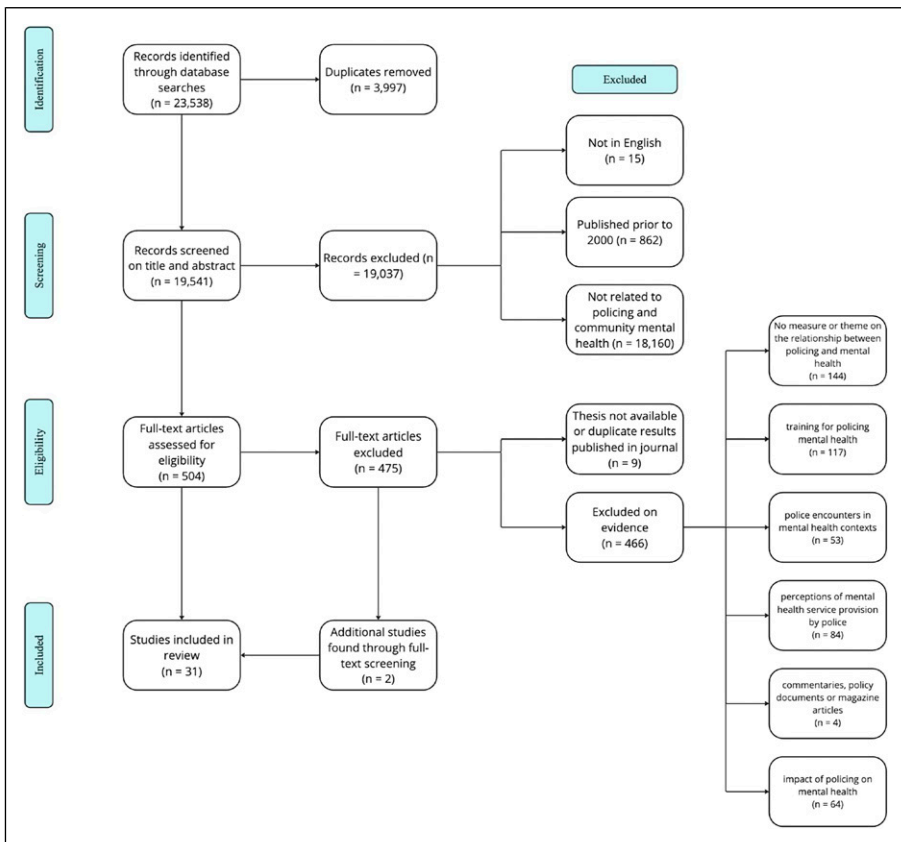 Identification
Records identified
through database
searches
(n = 23,538)
Duplicates removed
(n = 3,997)
Excluded
Not in English
(n = 15)
Published prior to
2000 (n = 862)
Not related to
policing and
community mental
health (n = 18,160)
Screening
Records screened
on title and abstract
(n = 19,541)
Records excluded (n
= 19,037)
Eligibility
Full-text articles
assessed for
eligibility
(n = 504)
Full-text articles
excluded
(n = 475)
Thesis not available
or duplicate results
published in journal
(n = 9)
Excluded on
evidence
(n = 466)
No measure or theme on
the relationship between
policing and mental
health
(n = 144)
training for policing
mental health
(n = 117)
police encounters in
mental health contexts
(n = 53)
perceptions of mental
health service provision
by police
(n = 84)
commentaries, policy
documents or magazine
articles
(n = 4)
impact of policing on
mental health
(n = 64)
Included
Studies included in
review
(n = 31)
Additional studies
found through full-
text screening
(n = 2)